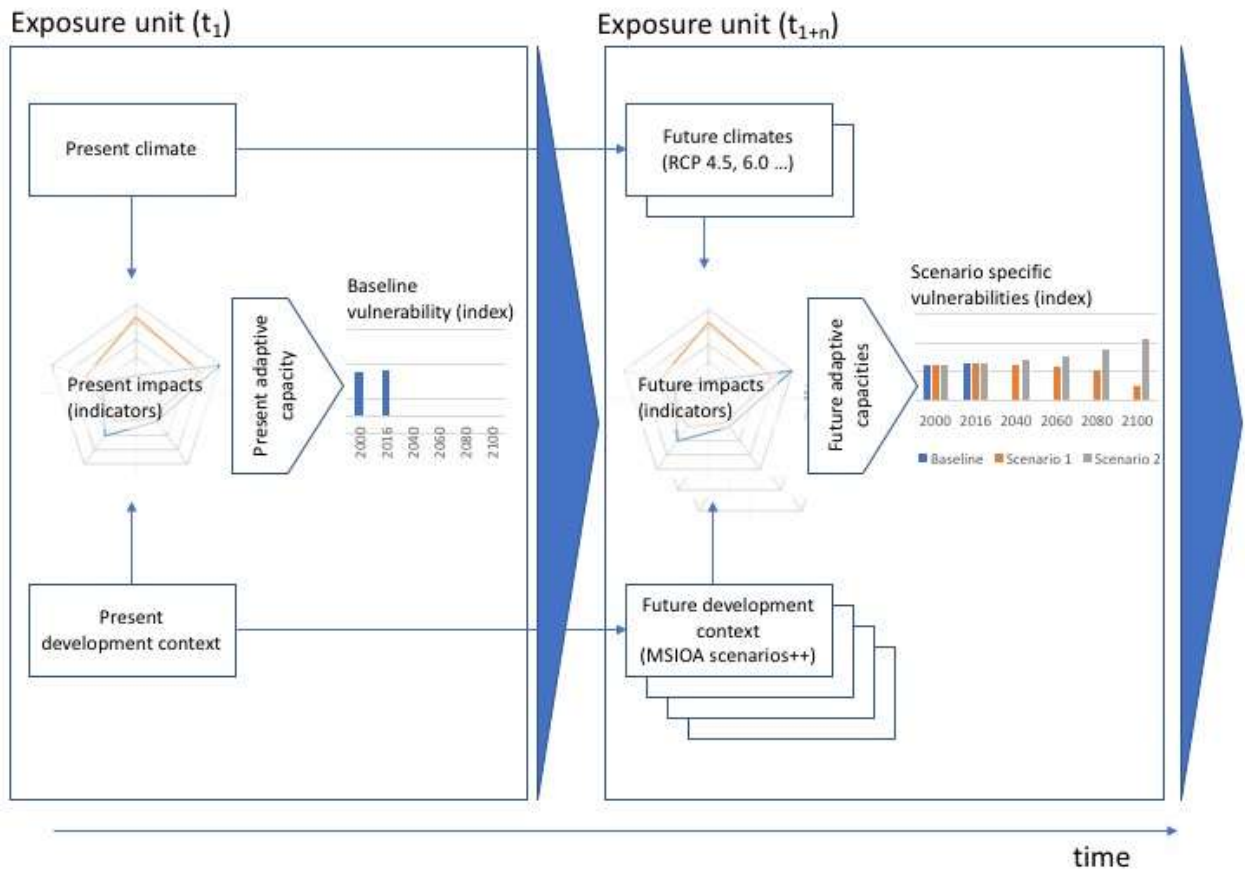 Exposure unit (t1)
Present climate
Present impacts
(indicators)
Present adaptive
capacity
Baseline
vulnerability (index)
2000
2016
2040
2060
2080
2100
Present
development context
Exposure unit (t1+n)
Future climates
(RCP 4.5, 6.0 ...)
Future impacts
(indicators)
Future adaptive
capacities
Scenario specific
vulnerabilities (index)
2000 2016 2040 2060 2080 2100
Baseline Scenario 1 Scenario 2
Future development
context
(MSIOA scenarios++)
time